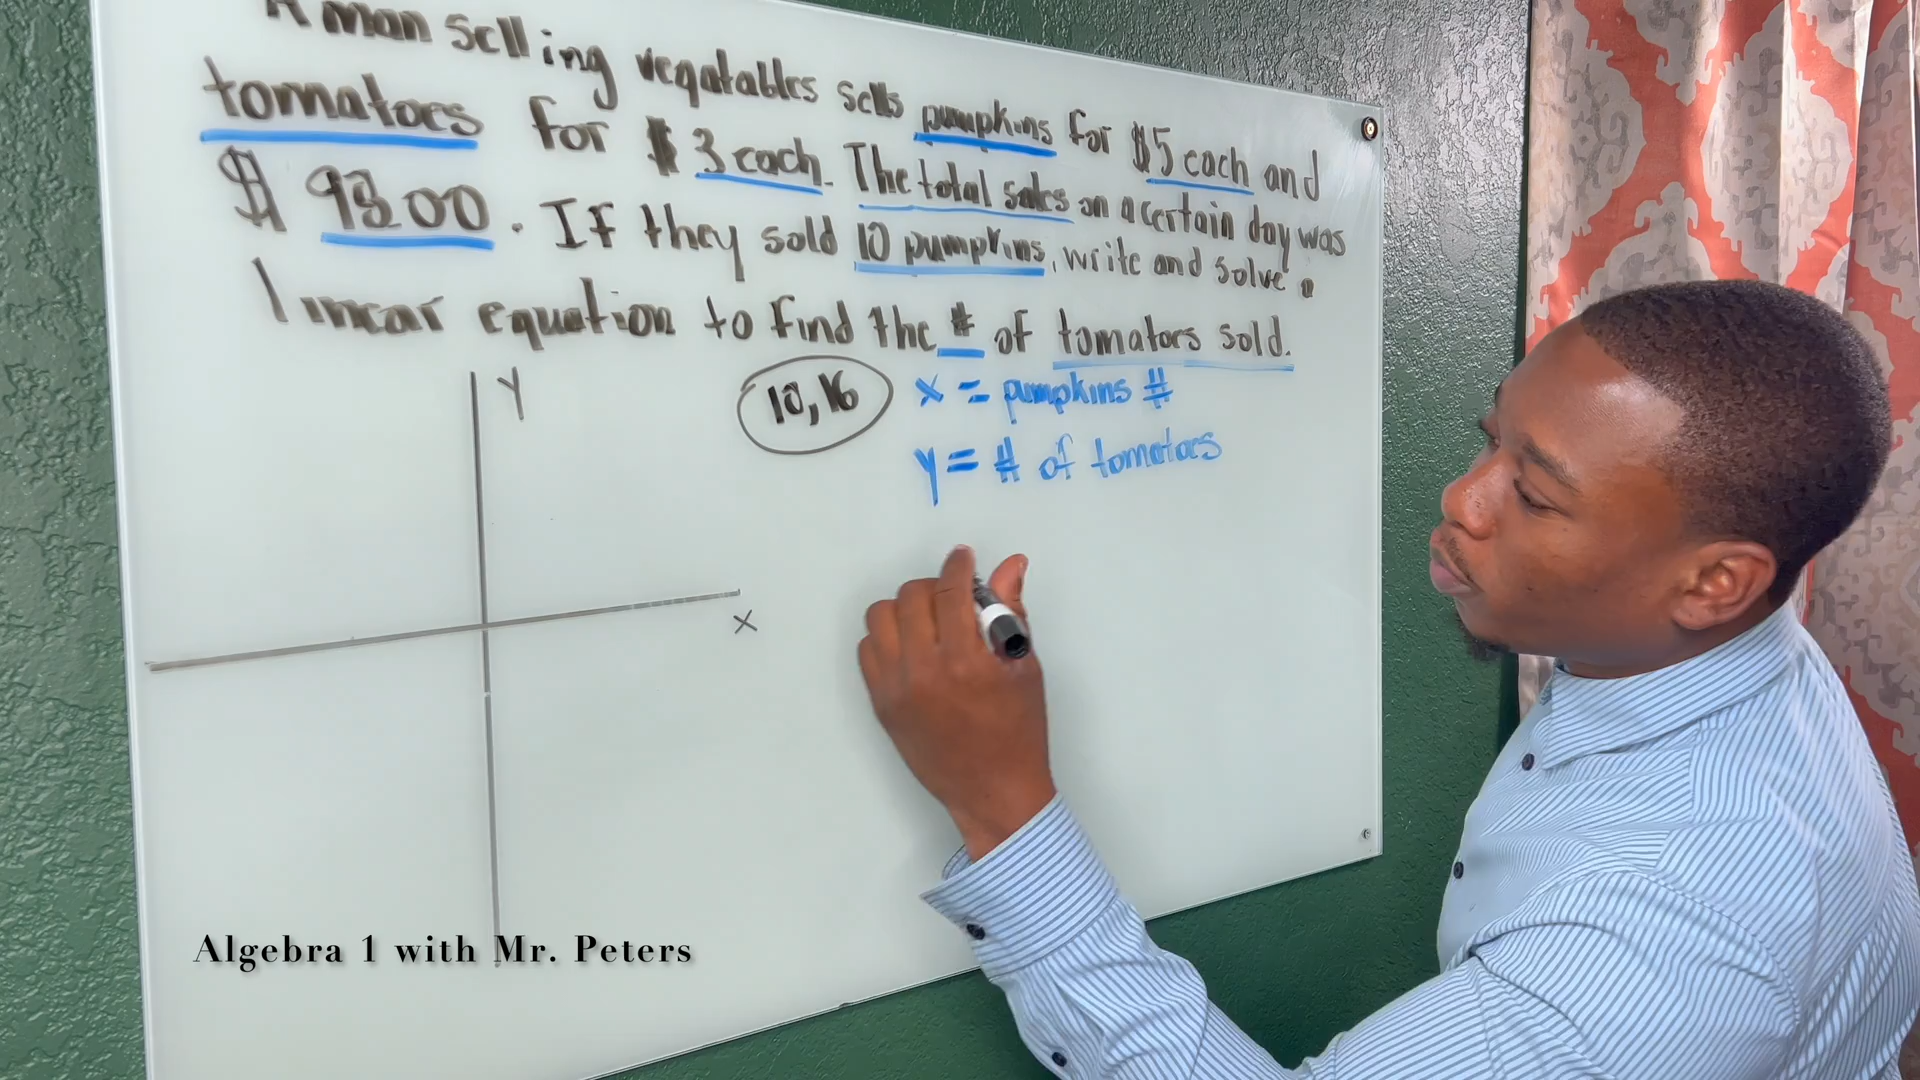 A man selling vegatables sells pumpkins for $5 each and
tomatoes for $3 each. The total sales on a certain day was
$ 98.00. If they sold 10 pumpkins, write and solve a
linear equation to find the # of tomatoes sold.
Y
10,16
x = pumpkins #
y = # of tomatoes
X
Algebra 1 with Mr. Peters